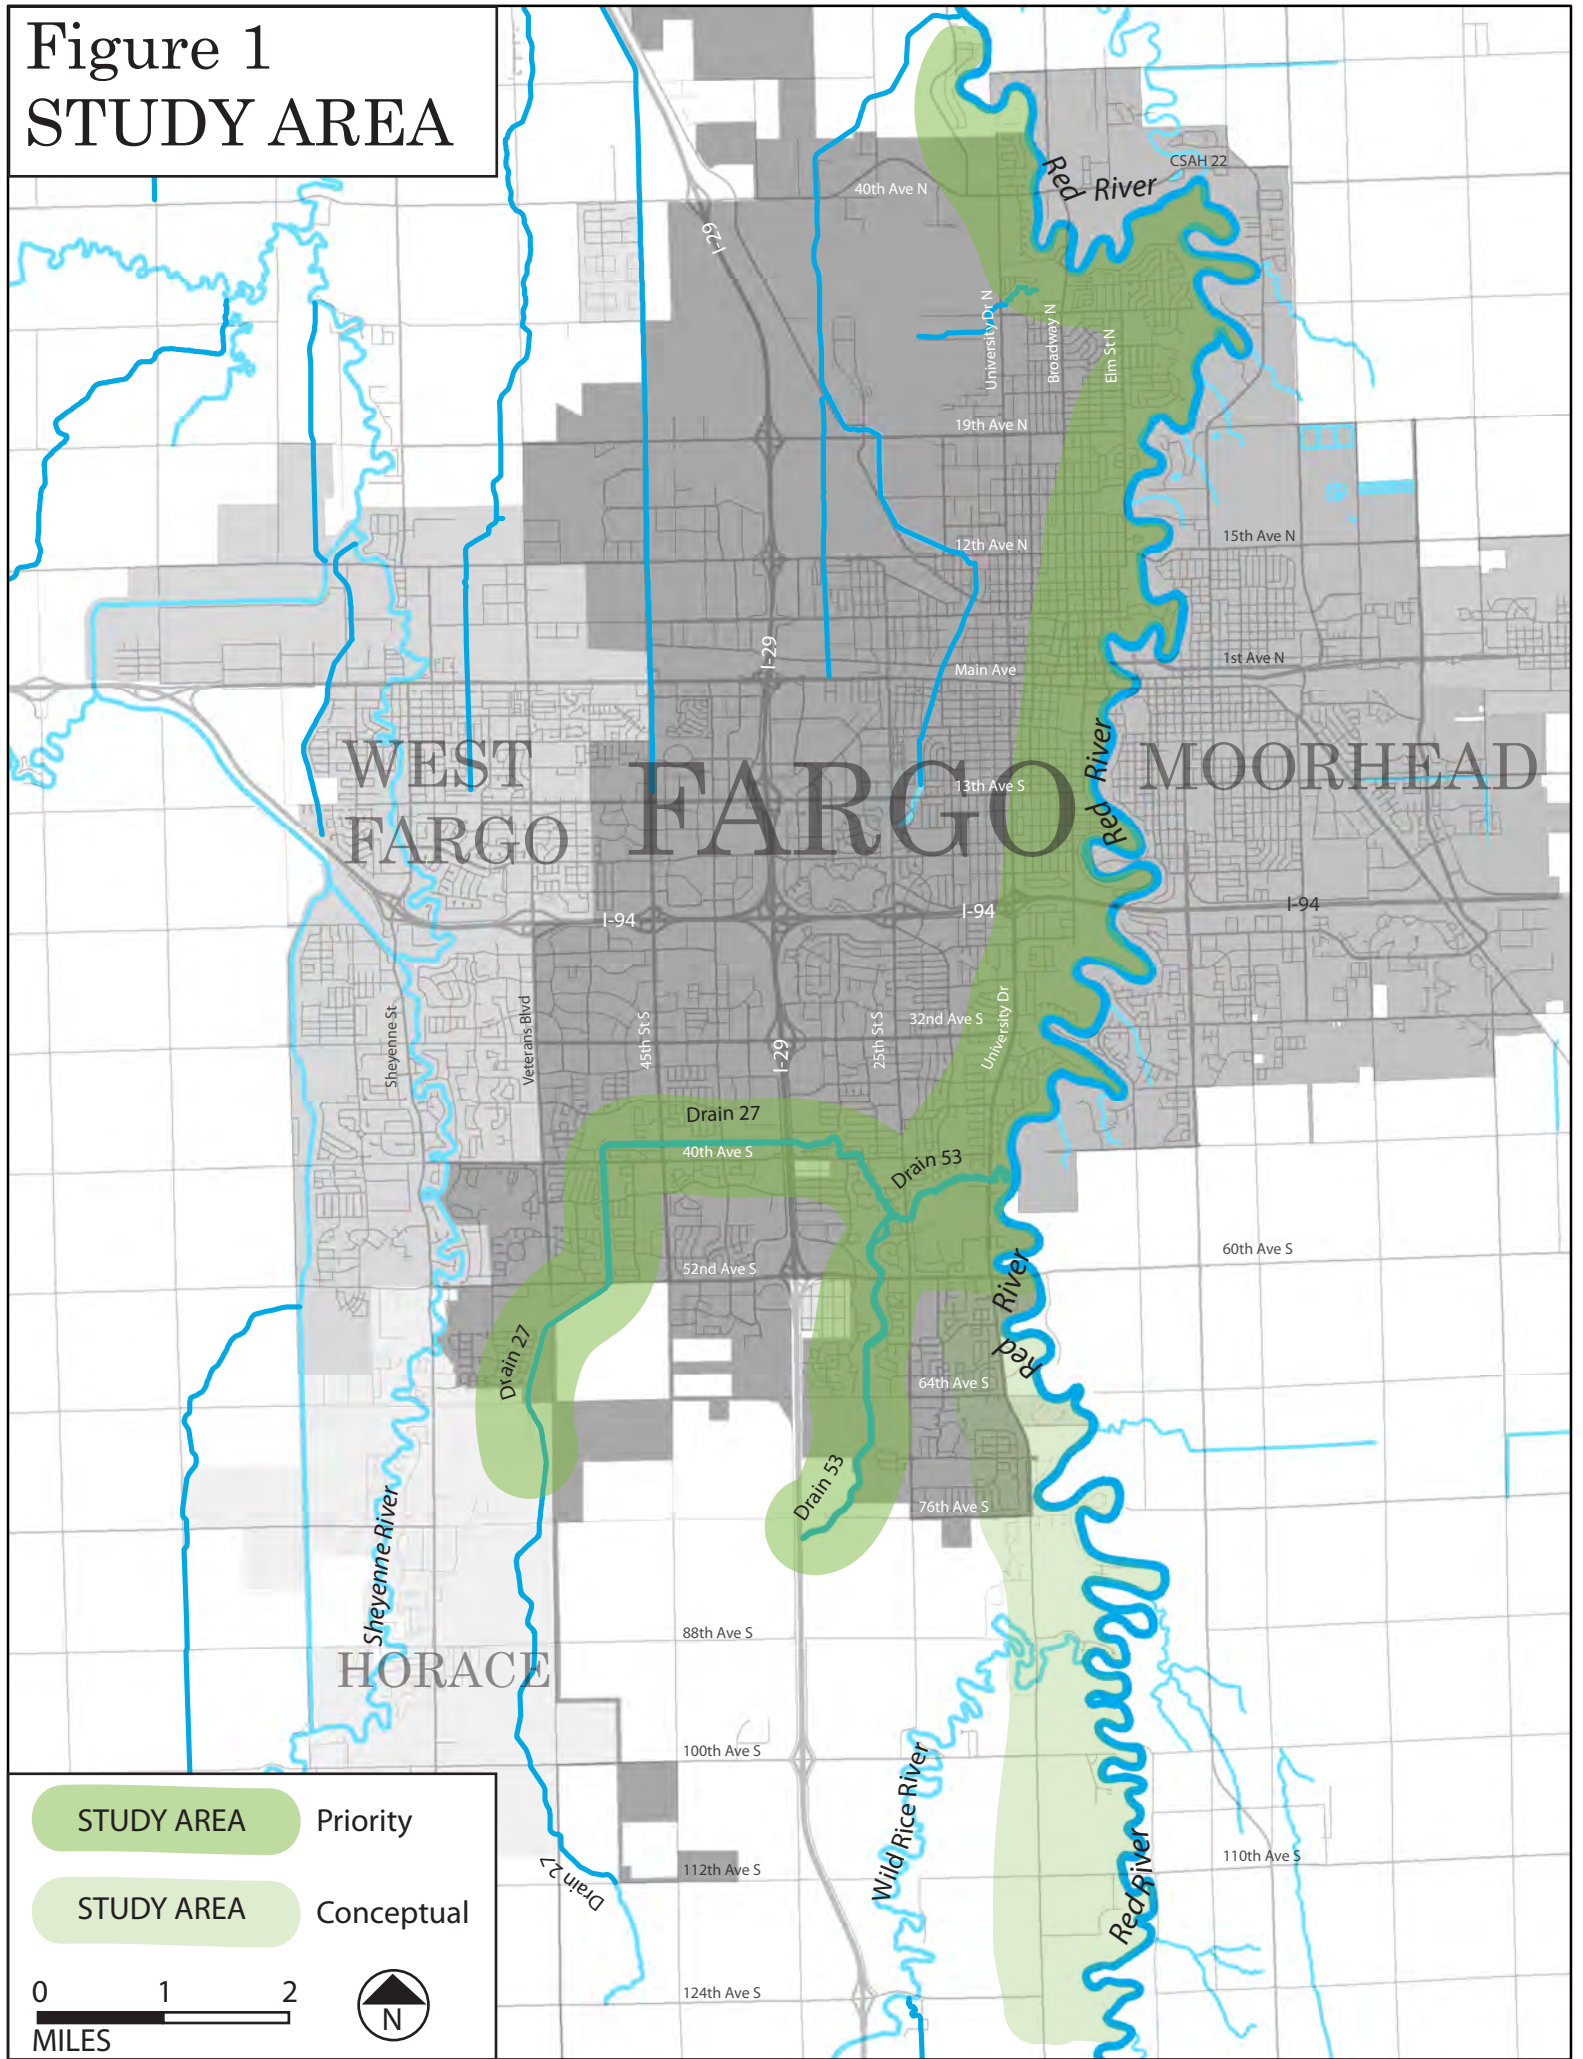 Figure 1
STUDY AREA
CSAH 22
Red River
40th Ave N
I-29
University Dr N
Broadway N
Elm St N
19th Ave N
15th Ave N
12th Ave N
I-29
1st Ave N
Main Ave
Red River
WEST
FARGO
FARGO
MOORHEAD
13th Ave S
I-94
I-94
I-94
Sheyenne St
Veterans Blvd
45th St S
I-29
25th St S
32nd Ave S
University Dr
Drain 27
40th Ave S
Drain 53
60th Ave S
52nd Ave S
Red River
Drain 27
64th Ave S
Drain 53
76th Ave S
Sheyenne River
88th Ave S
HORACE
100th Ave S
Wild Rice River
Red River
110th Ave S
112th Ave S
Drain 27
124th Ave S
STUDY AREA Priority
STUDY AREA Conceptual
0 1 2
MILES
N